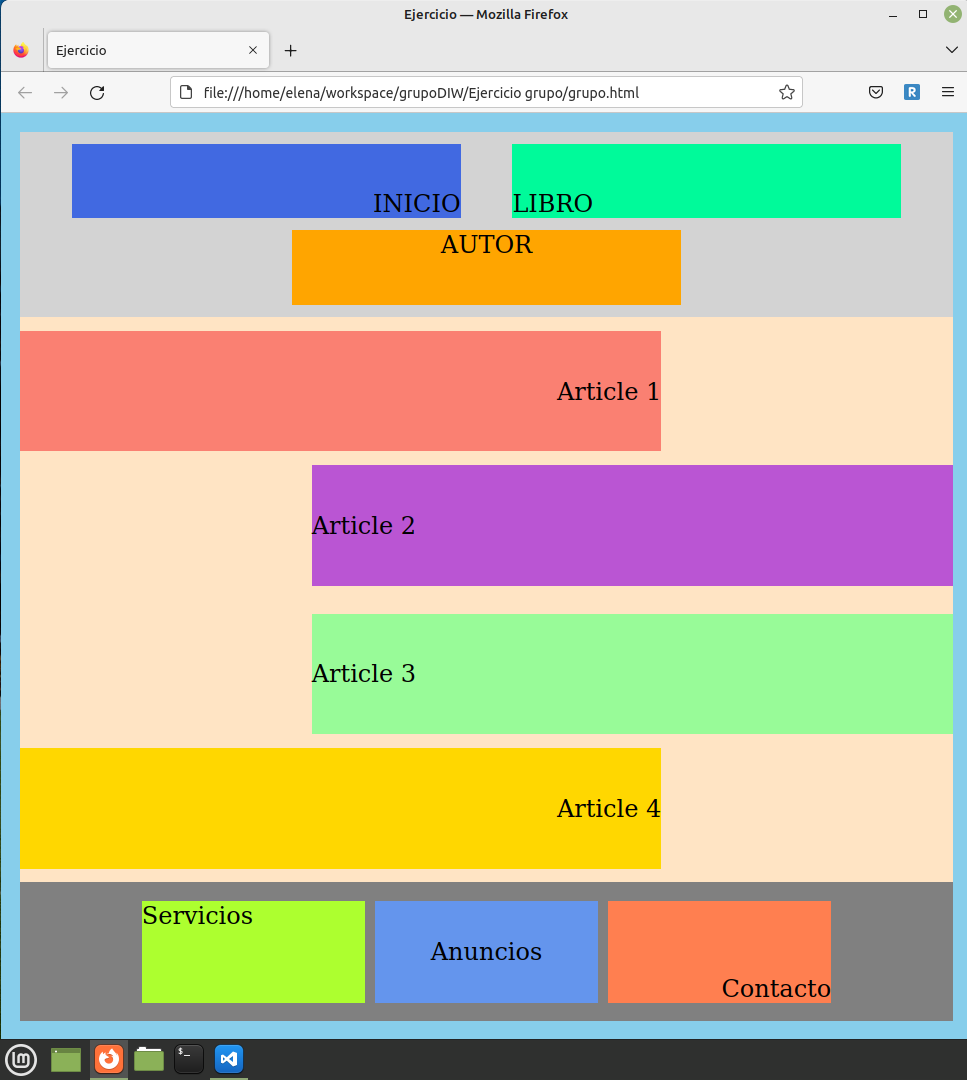 Ejercicio — Mozilla Firefox
Ejercicio
file:///home/elena/workspace/grupoDIW/Ejercicio grupo/grupo.html
R
INICIO
LIBRO
AUTOR
Article 1
Article 2
Article 3
Article 4
Servicios
Anuncios
Contacto
lm
$_